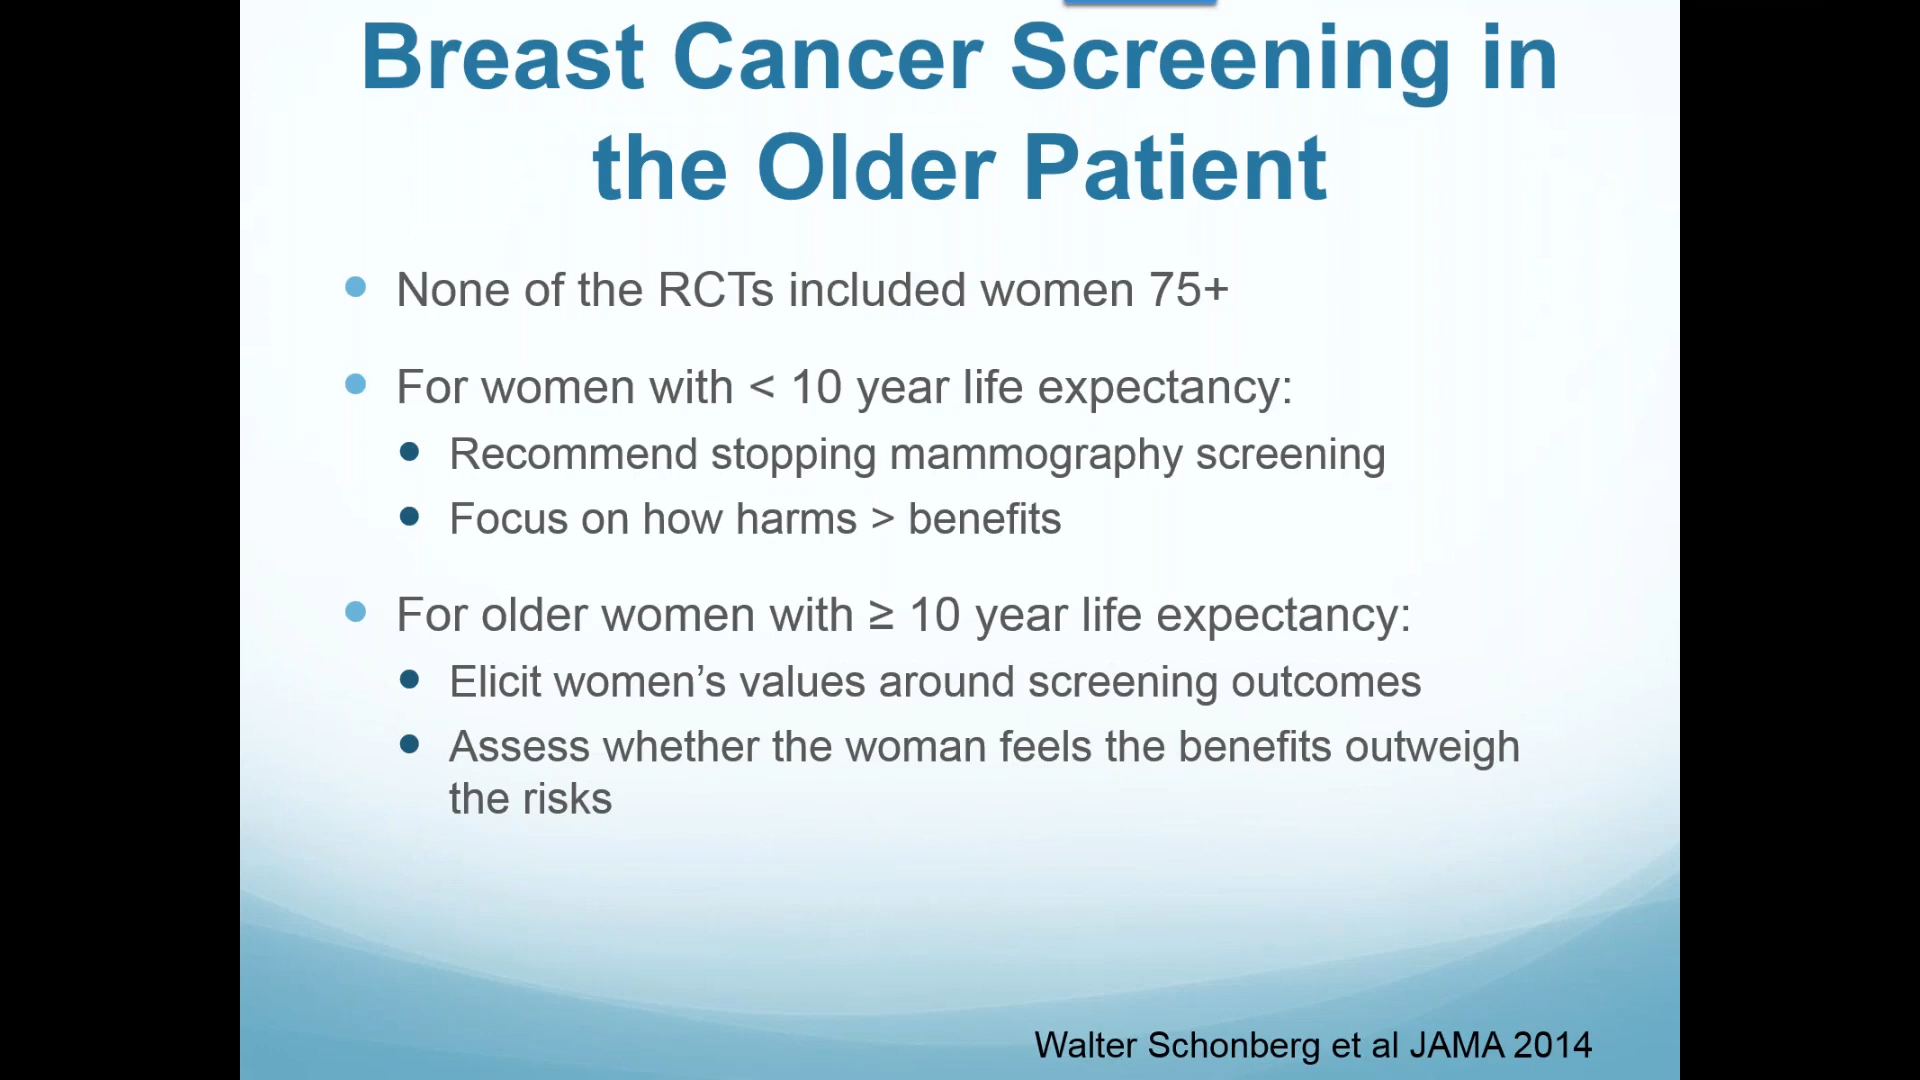 Breast Cancer Screening in
the Older Patient
None of the RCTs included women 75+
For women with < 10 year life expectancy:
Recommend stopping mammography screening
Focus on how harms > benefits
For older women with ≥ 10 year life expectancy:
Elicit women’s values around screening outcomes
Assess whether the woman feels the benefits outweigh
the risks
Walter Schonberg et al JAMA 2014